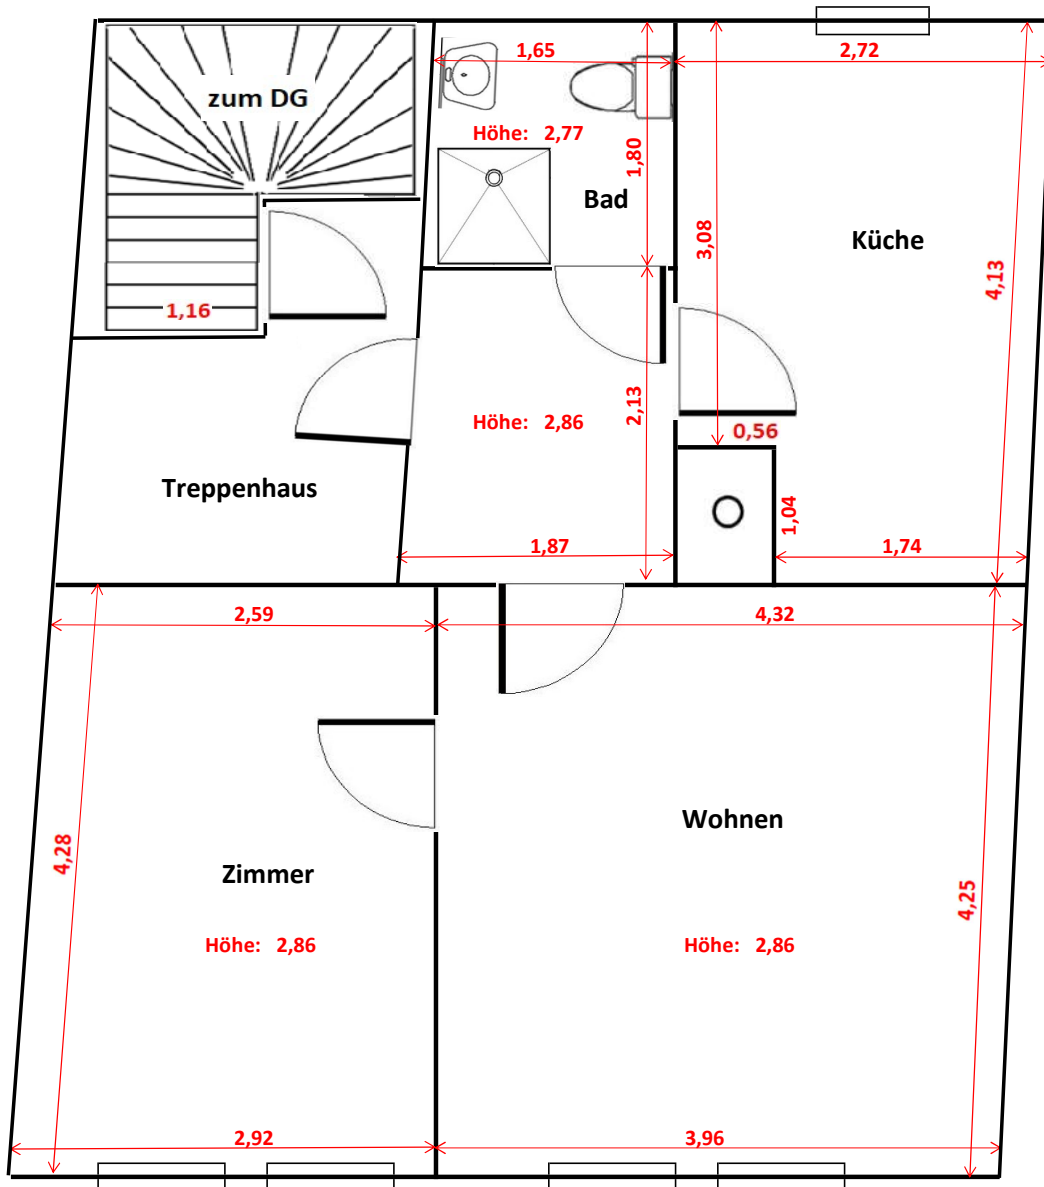 1,65
2,72
zum DG
Höhe: 2,77
1,80
Bad
3,08
Küche
4,13
1,16
2,13
Höhe: 2,86
0,56
Treppenhaus
1,04
1,87
1,74
2,59
4,32
Wohnen
4,28
Zimmer
4,25
Höhe: 2,86
Höhe: 2,86
2,92
3,96